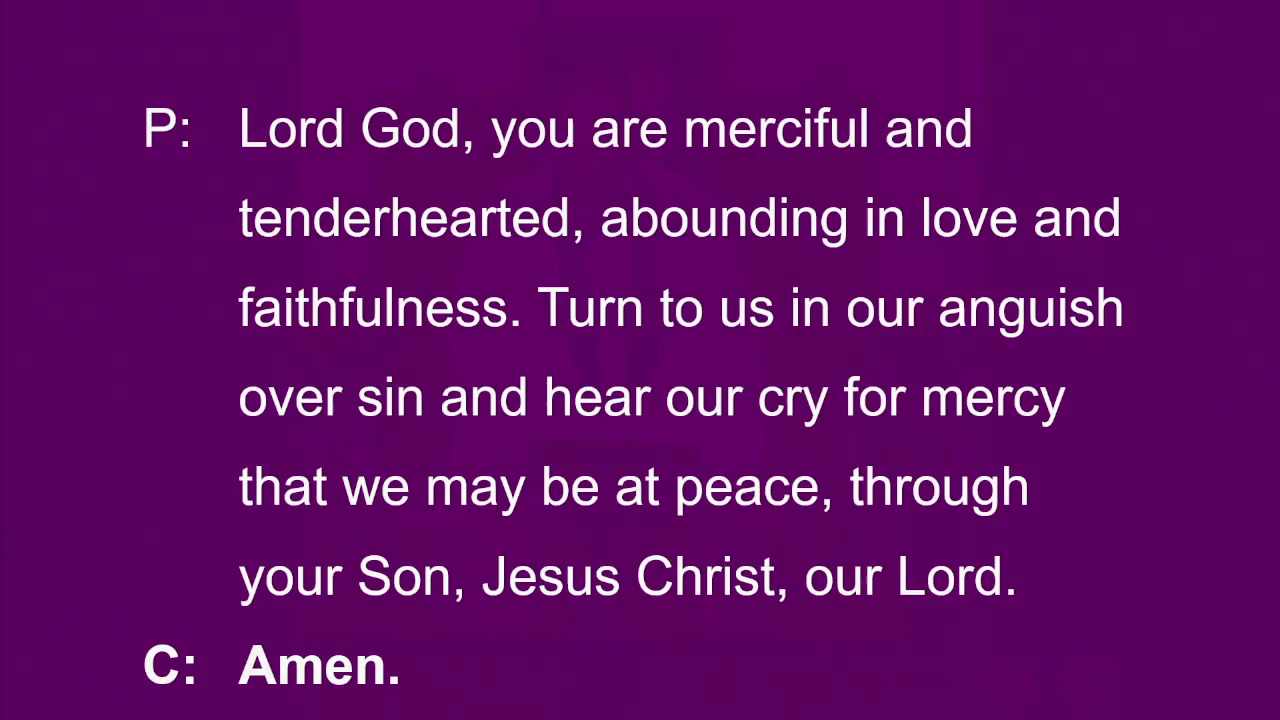 P: Lord God, you are merciful and
tenderhearted, abounding in love and
faithfulness. Turn to us in our anguish
over sin and hear our cry for mercy
that we may be at peace, through
your Son, Jesus Christ, our Lord.
C: Amen.